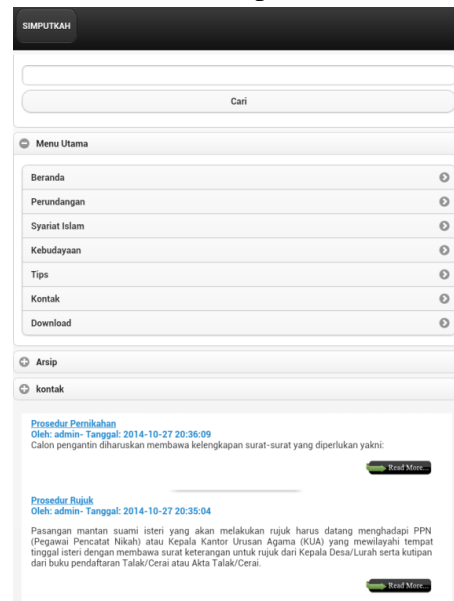 SIMPUTKAH
Cari
Menu Utama
Beranda
Perundangan
Syariat Islam
Kebudayaan
Tips
Kontak
Download
Arsip
kontak
Prosedur Pernikahan
Oleh: admin- Tanggal: 2014-10-27 20:36:09
Calon pengantin diharuskan membawa kelengkapan surat-surat yang diperlukan yakni:
Read More...
Prosedur Rujuk
Oleh: admin- Tanggal: 2014-10-27 20:35:04
Pasangan mantan suami isteri yang akan melakukan rujuk harus datang menghadapi PPN
(Pegawai Pencatat Nikah) atau Kepala Kantor Urusan Agama (KUA) yang mewilayahi tempat
tinggal isteri dengan membawa surat keterangan untuk rujuk dari Kepala Desa/Lurah serta kutipan
dari buku pendaftaran Talak/Cerai atau Akta Talak/Cerai.
Read More...